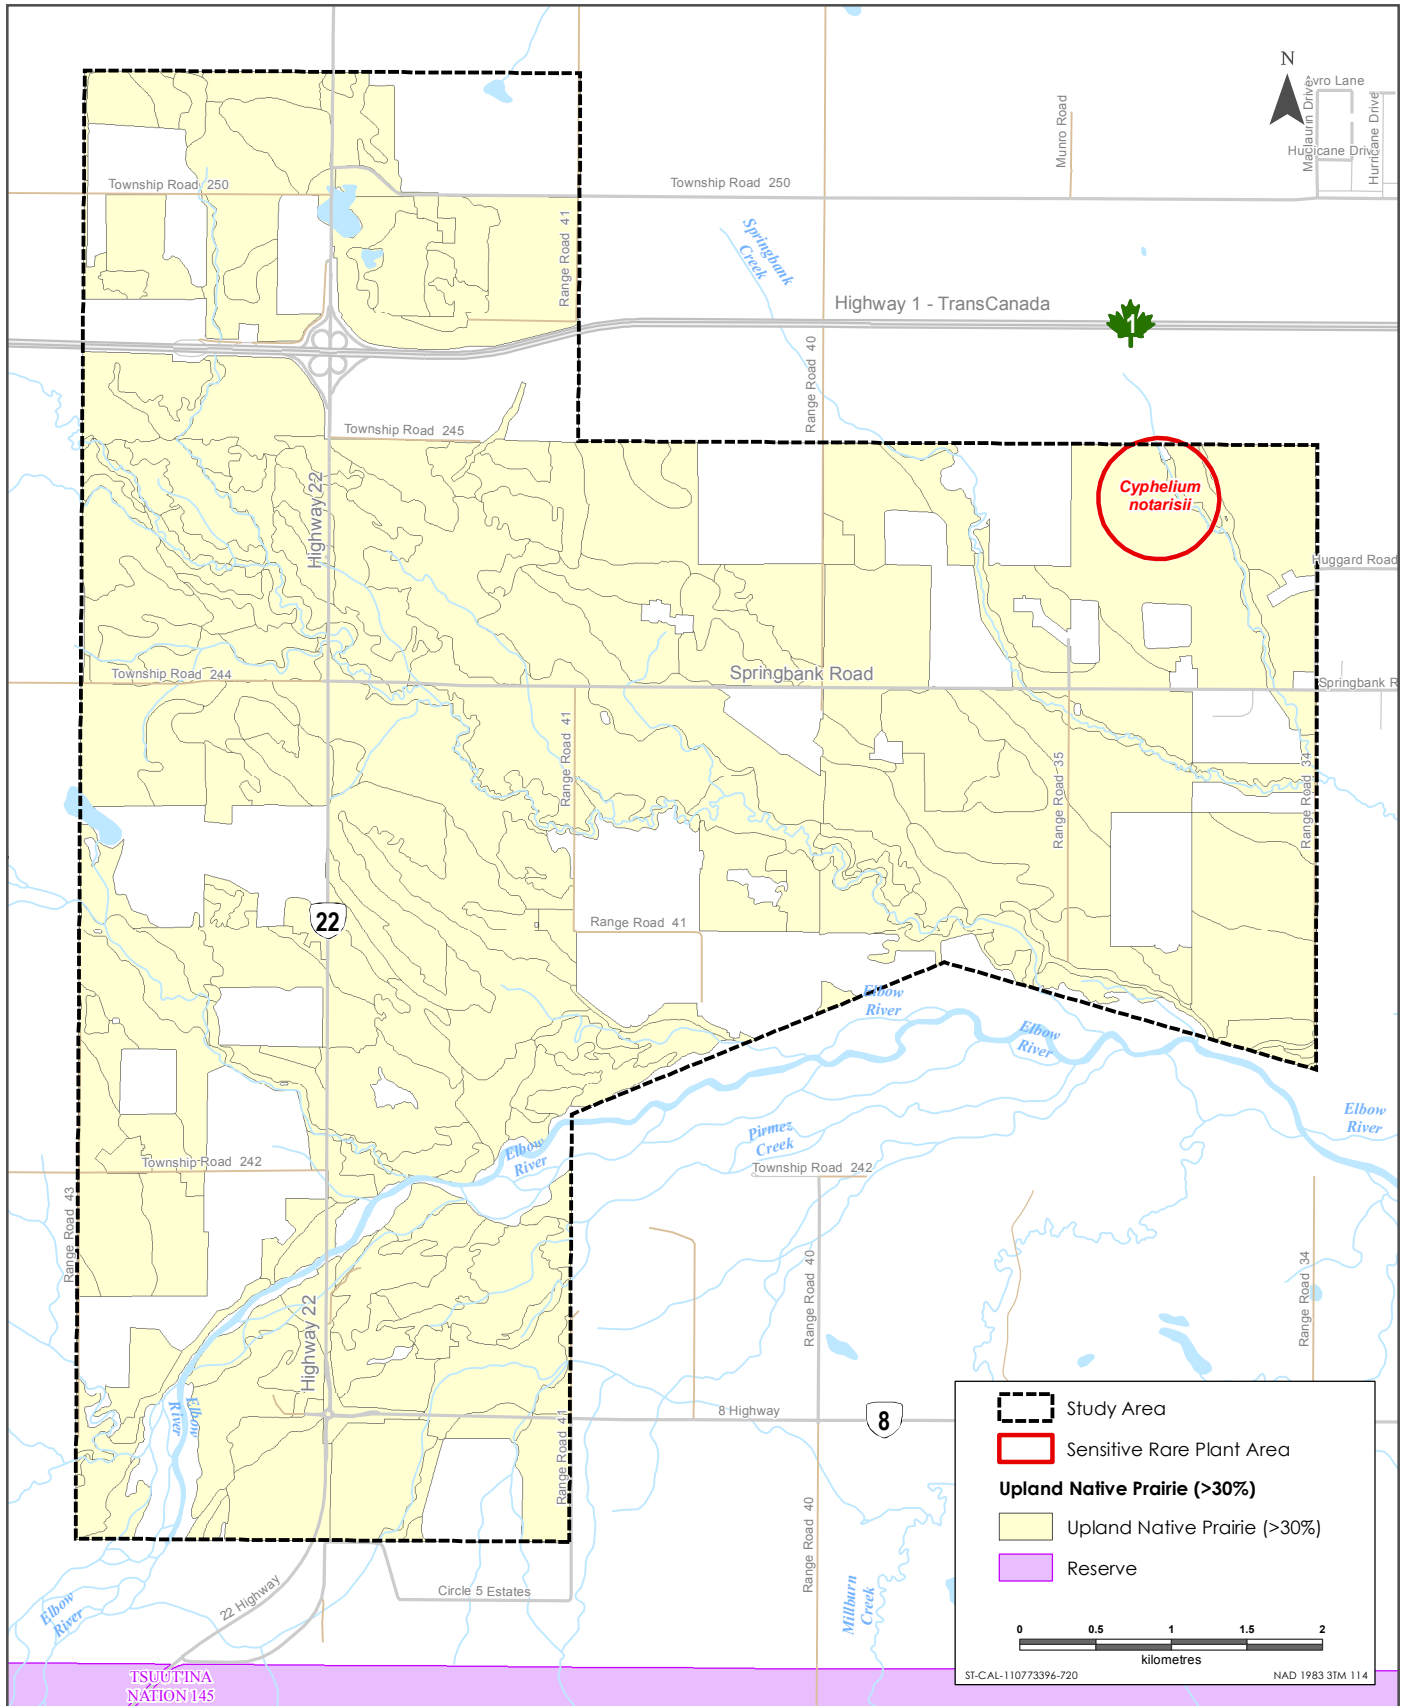 N
Avro Lane
Maclaurin Drive
Hurricane Drive
Hurricane Driv
Munro Road
Township Road 250
Township Road 250
Range Road 41
Springbank
Creek
Highway 1 - TransCanada
1
Range Road 40
Township Road 245
Highway 22
Cyphelium
notarisii
Huggard Road
Township Road 244
Springbank Road
Springbank R
Range Road 41
Range Road 35
Range Road 34
22
Range Road 41
Elbow
River
Elbow
River
Elbow
River
Pirmez
Creek
Elbow
River
Township Road 242
Township Road 242
Range Road 43
Range Road 40
Range Road 34
Highway 22
Elbow
River
8 Highway
8
Range Road 41
Range Road 40
Circle 5 Estates
22 Highway
Elbow
River
Millburn
Creek
TSUUT'INA
NATION 145
Study Area
Sensitive Rare Plant Area
Upland Native Prairie (>30%)
Upland Native Prairie (>30%)
Reserve
0 0.5 1 1.5 2
kilometres
ST-CAL-110773396-720 NAD 1983 3TM 114